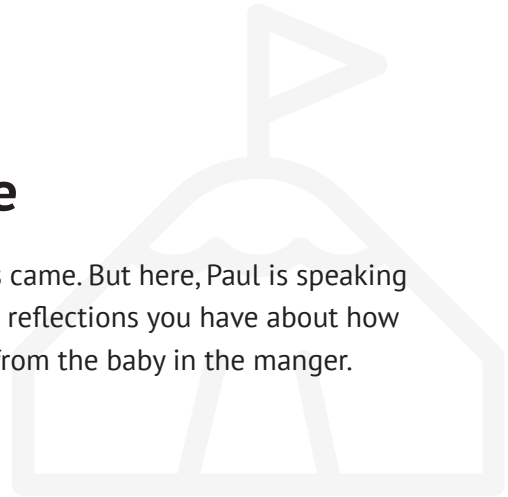 e
s came. But here, Paul is speaking
reflections you have about how
from the baby in the manger.